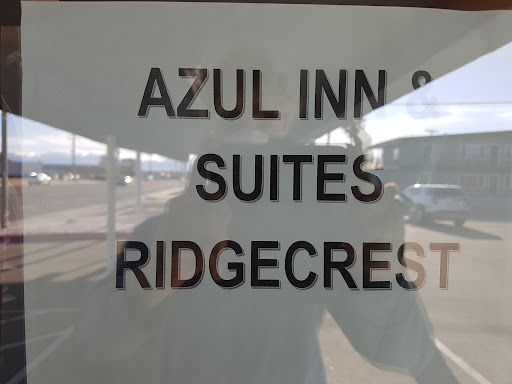 AZUL INN &
SUITES
RIDGECREST